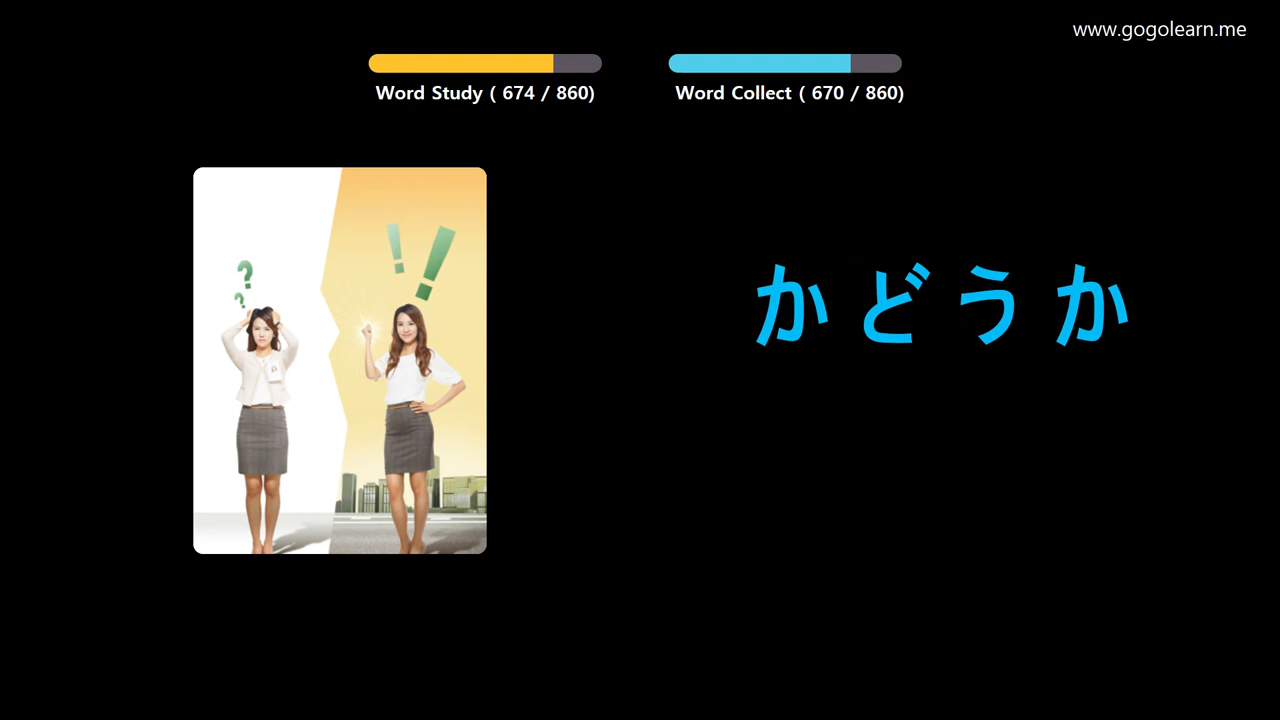 www.gogolearn.me
Word Study ( 674 / 860)
Word Collect ( 670 / 860)
? ?
! !
かどうか